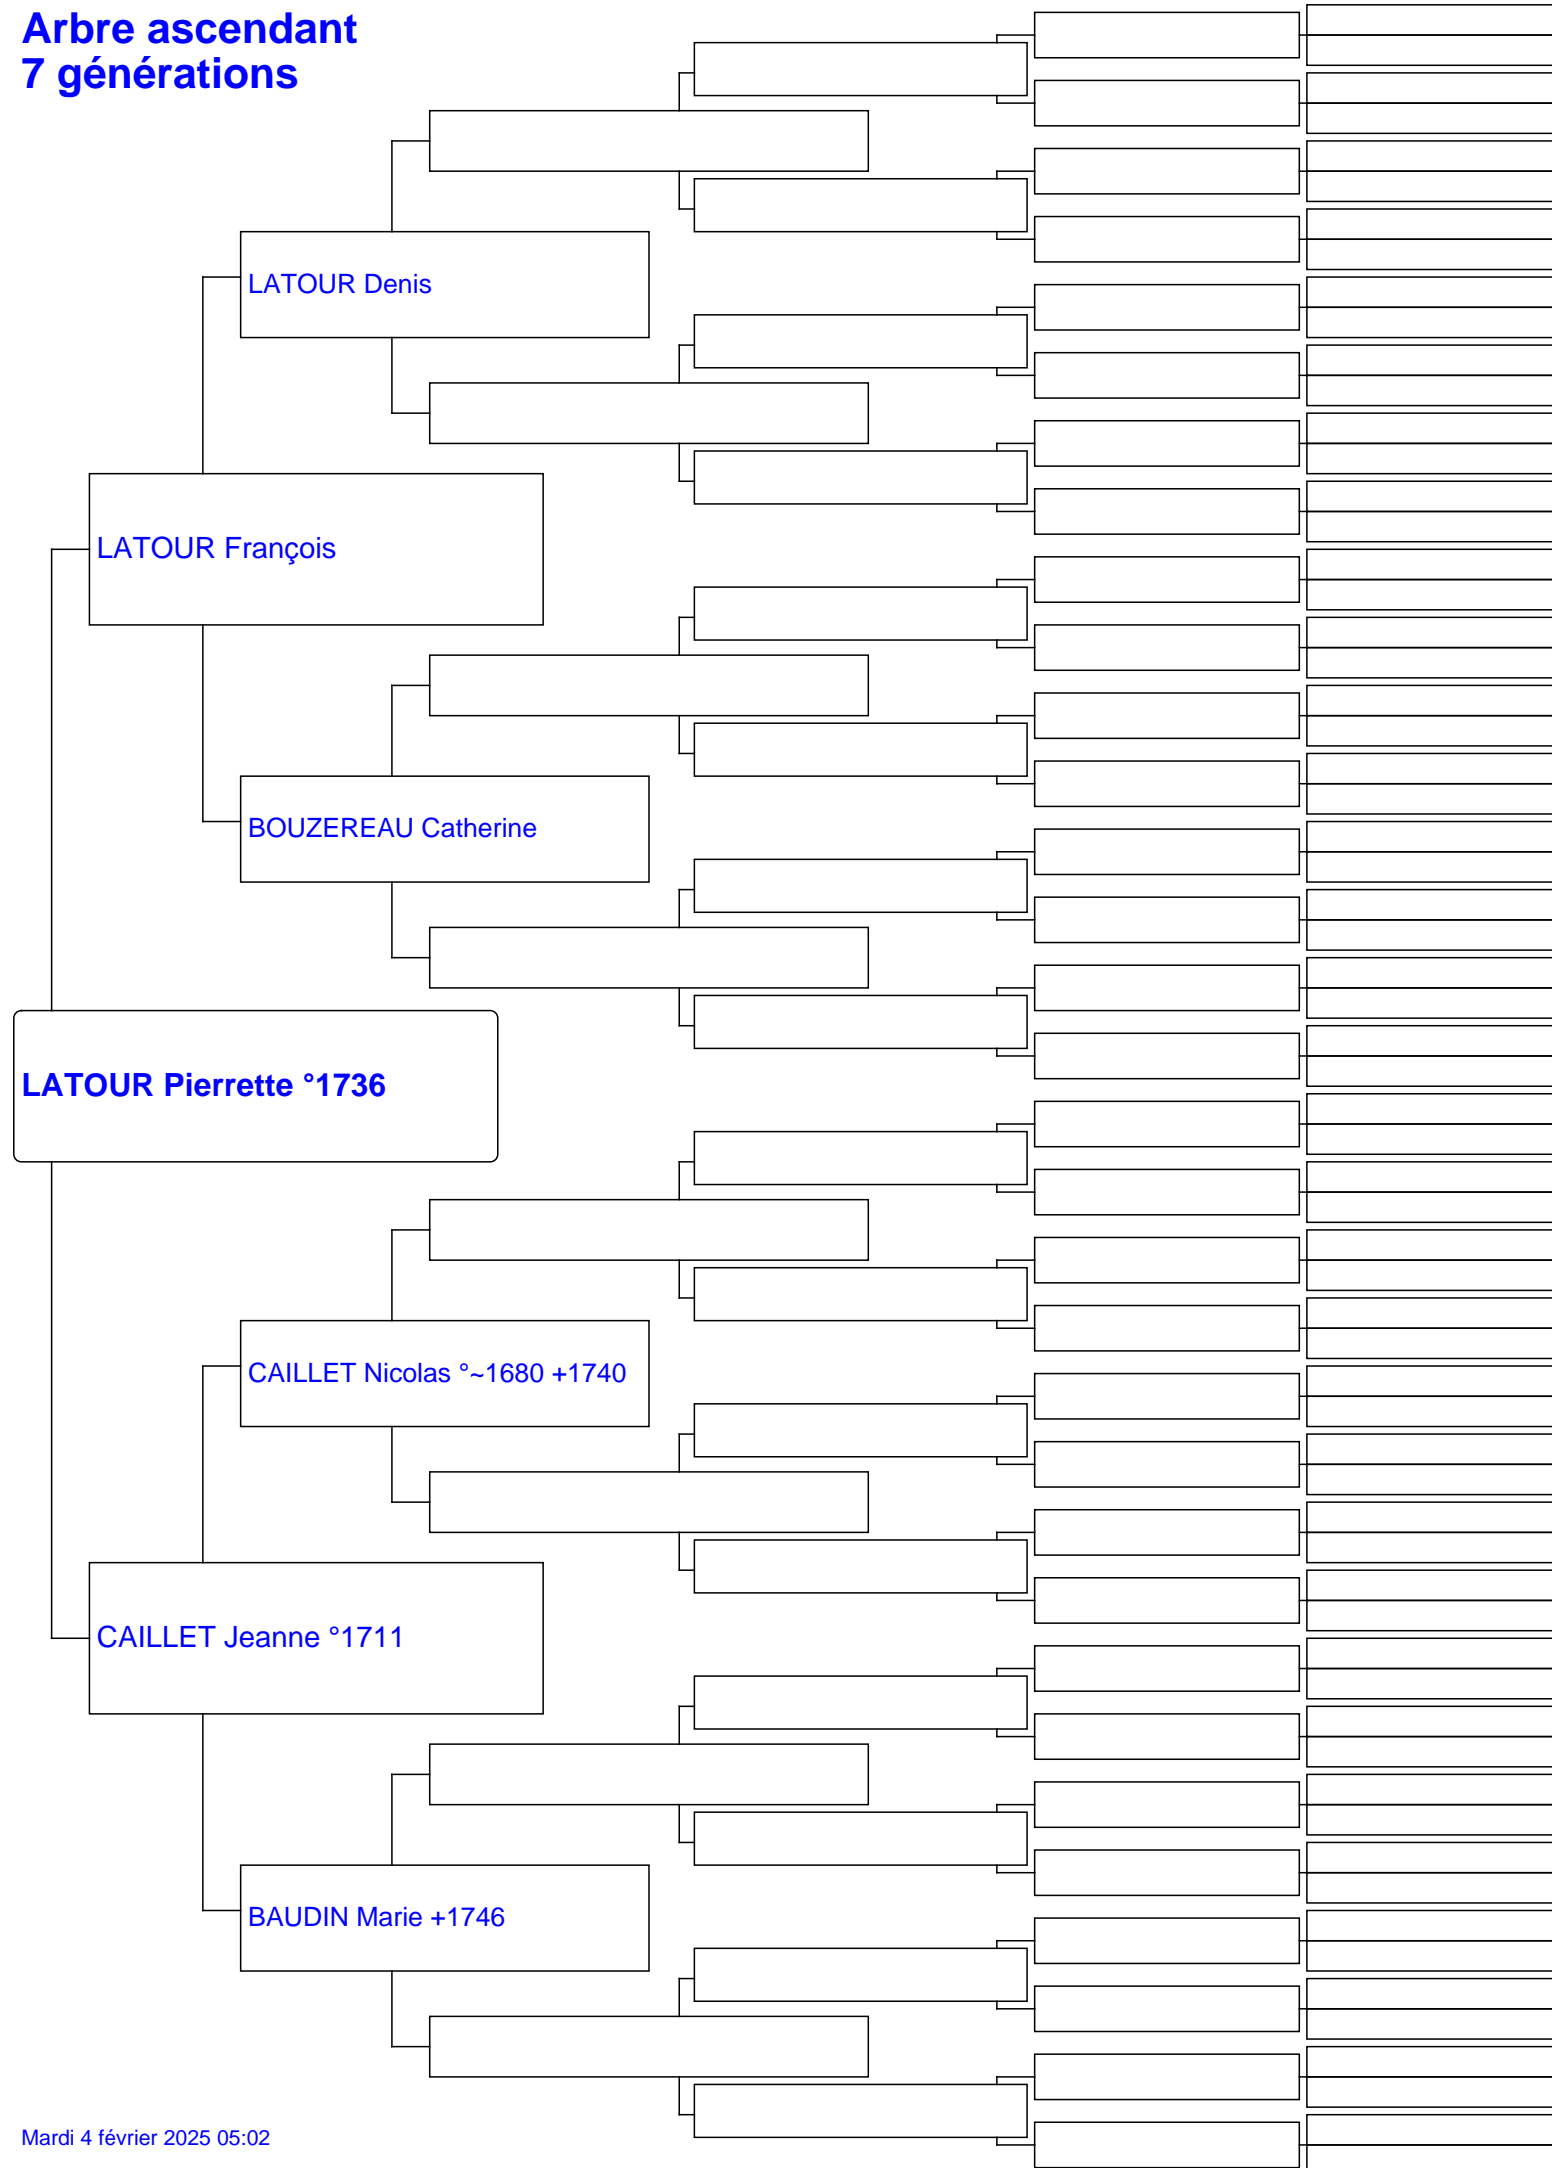 Arbre ascendant
7 générations
LATOUR Denis
LATOUR François
BOUZEREAU Catherine
LATOUR Pierrette °1736
CAILLET Nicolas °~1680 +1740
CAILLET Jeanne °1711
BAUDIN Marie +1746
Mardi 4 février 2025 05:02